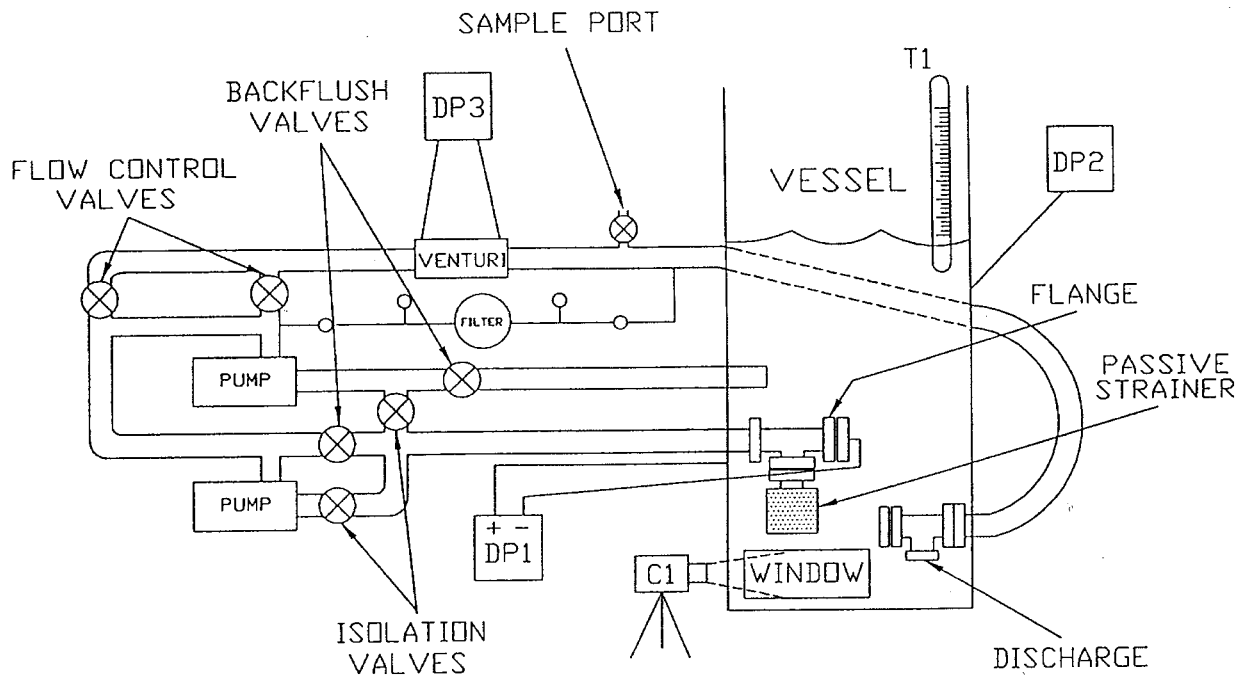 SAMPLE PORT
T1
BACKFLUSH
VALVES
DP3
DP2
FLOW CONTROL
VALVES
VESSEL
VENTURI
FLANGE
FILTER
PASSIVE
STRAINER
PUMP
PUMP
+ -
DP1
C1
WINDOW
ISOLATION
VALVES
DISCHARGE